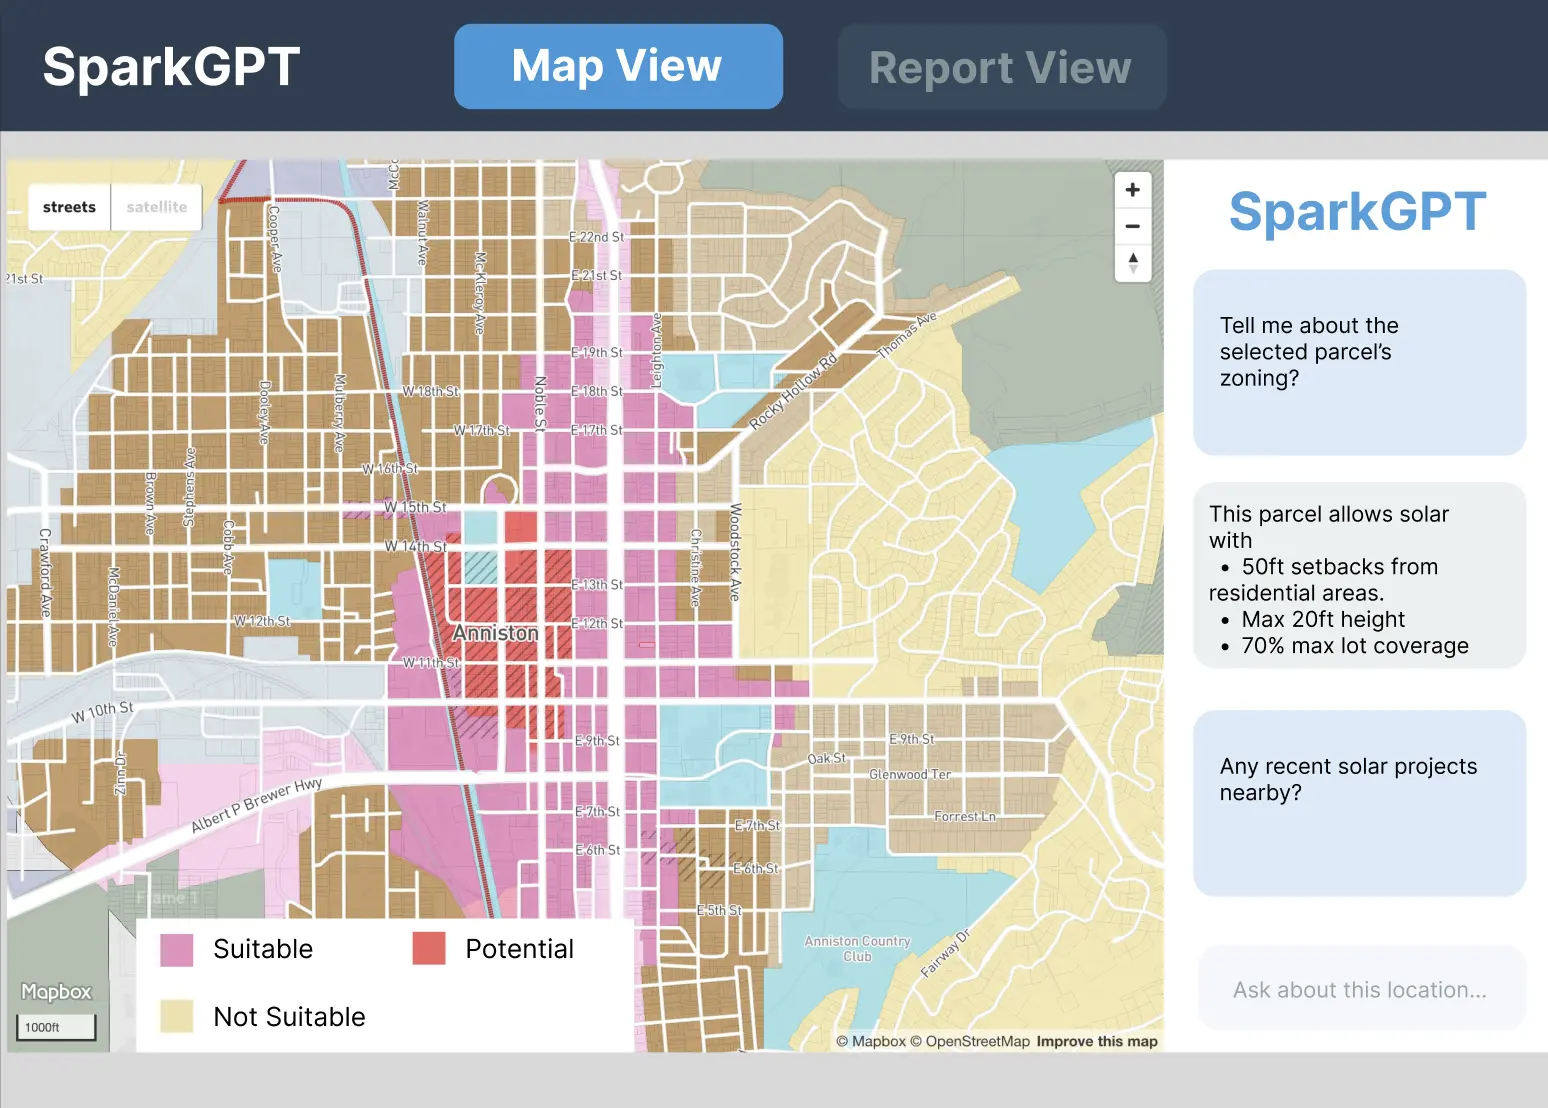 SparkGPT
Map View
Report View
streets
satellite
21st St
Cooper Ave
Walnut Ave
McKleroy Ave
E 22nd St
E 21st St
E 19th St
Leighton Ave
Thomas Ave
Rocky Hollow Rd
W 18th St
E 18th St
Noble St
Dooley Ave
Mulberry Ave
W 17th St
E 17th St
W 16th St
Brown Ave
Stephens Ave
W 15th St
Woodstock Ave
Crawford Ave
Cobb Ave
W 14th St
Christine Ave
McDaniel Ave
E 13th St
W 12th St
Anniston
E 12th St
W 11th St
W 10th St
E 9th St
E 9th St
Oak St
Glenwood Ter
Zinn Dr
Albert P Brewer Hwy
E 7th St
E 7th St
Forrest Ln
E 6th St
E 6th St
E 5th St
Frame 1
Anniston Country
Club
Fairway Dr
Suitable
Potential
Not Suitable
Mapbox
1000ft
© Mapbox © OpenStreetMap Improve this map
SparkGPT
Tell me about the
selected parcel’s
zoning?
This parcel allows solar
with
• 50ft setbacks from
residential areas.
• Max 20ft height
• 70% max lot coverage
Any recent solar projects
nearby?
Ask about this location...